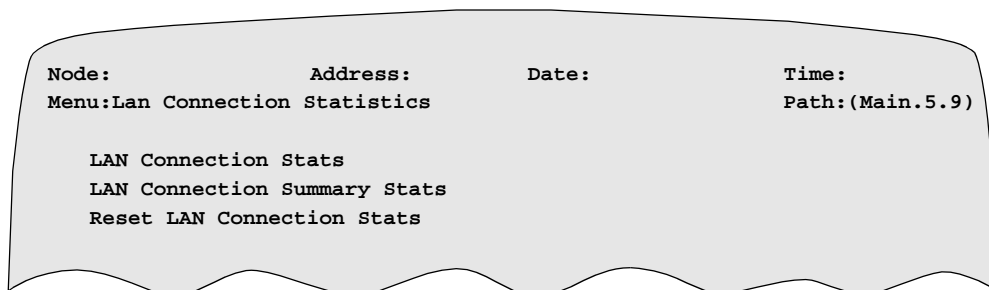 Node: Address: Date: Time:
Menu:Lan Connection Statistics Path:(Main.5.9)
LAN Connection Stats
LAN Connection Summary Stats
Reset LAN Connection Stats